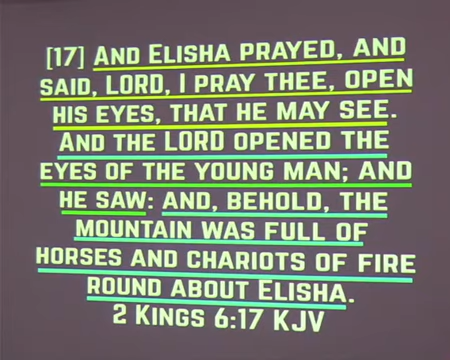 [17] AND ELISHA PRAYED, AND
SAID, LORD, I PRAY THEE, OPEN
HIS EYES, THAT HE MAY SEE.
AND THE LORD OPENED THE
EYES OF THE YOUNG MAN; AND
HE SAW: AND, BEHOLD, THE
MOUNTAIN WAS FULL OF
HORSES AND CHARIOTS OF FIRE
ROUND ABOUT ELISHA.
2 KINGS 6:17 KJV